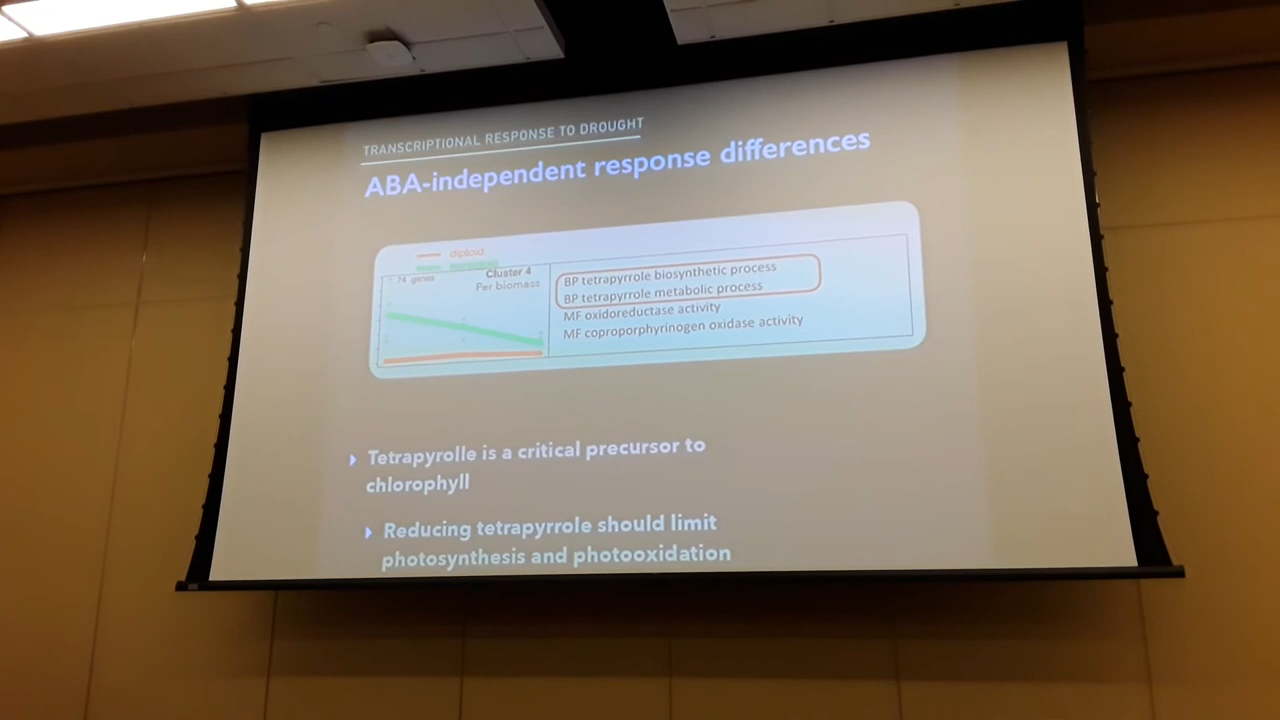 TRANSCRIPTIONAL RESPONSE TO DROUGHT
ABA-independent response differences
diploid
74 genes
Cluster 4
Per biomass
BP tetrapyrrole biosynthetic process
BP tetrapyrrole metabolic process
MF oxidoreductase activity
MF coproporphyrinogen oxidase activity
Tetrapyrolle is a critical precursor to
chlorophyll
Reducing tetrapyrrole should limit
photosynthesis and photooxidation